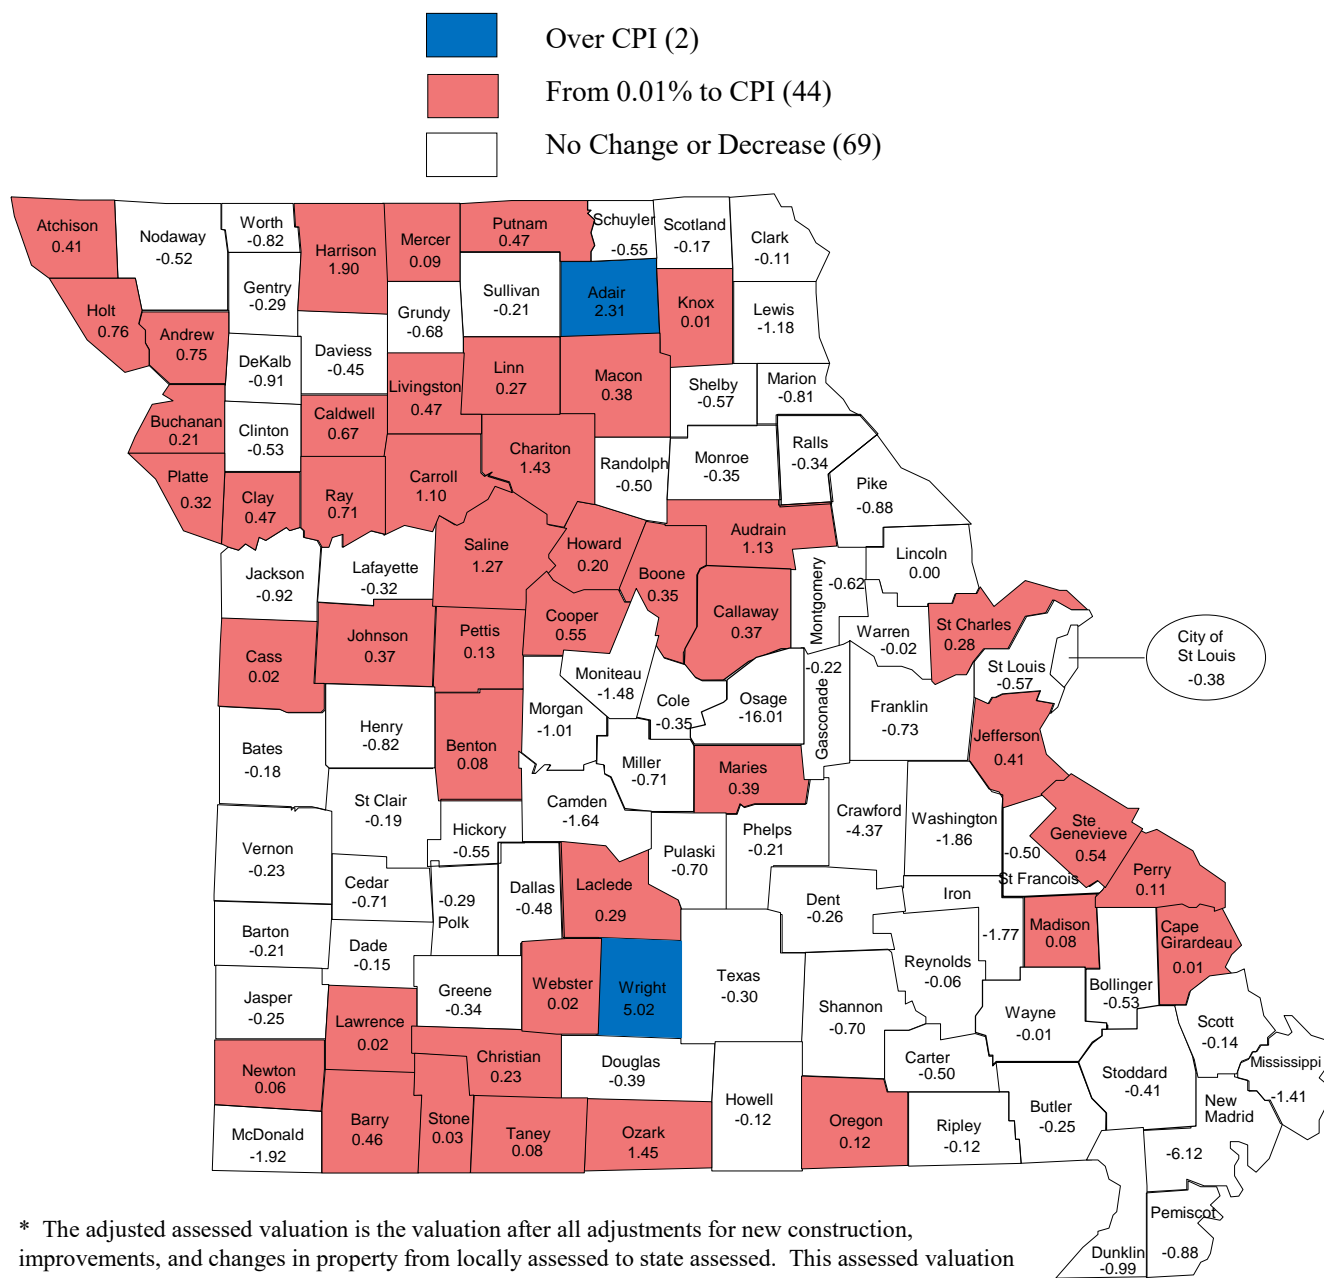 Over CPI (2)
From 0.01% to CPI (44)
No Change or Decrease (69)
Atchison
0.41
Nodaway
-0.52
Worth
-0.82
Harrison
1.90
Mercer
0.09
Putnam
0.47
Schuyler
-0.55
Scotland
-0.17
Clark
-0.11
Holt
0.76
Andrew
0.75
Gentry
-0.29
DeKalb
-0.91
Daviess
-0.45
Grundy
-0.68
Sullivan
-0.21
Adair
2.31
Knox
0.01
Lewis
-1.18
Buchanan
0.21
Clinton
-0.53
Caldwell
0.67
Livingston
0.47
Linn
0.27
Macon
0.38
Shelby
-0.57
Marion
-0.81
Platte
0.32
Clay
0.47
Ray
0.71
Carroll
1.10
Chariton
1.43
Randolph
-0.50
Monroe
-0.35
Ralls
-0.34
Pike
-0.88
Jackson
-0.92
Lafayette
-0.32
Saline
1.27
Howard
0.20
Boone
0.35
Audrain
1.13
Callaway
0.37
Montgomery
-0.62
Lincoln
0.00
Warren
-0.02
St Charles
0.28
St Louis
-0.57
City of
St Louis
-0.38
Cass
0.02
Johnson
0.37
Pettis
0.13
Cooper
0.55
Moniteau
-1.48
Cole
-0.35
Osage
-16.01
-0.22
Gasconade
Franklin
-0.73
Jefferson
0.41
Bates
-0.18
Henry
-0.82
Benton
0.08
Morgan
-1.01
Miller
-0.71
Maries
0.39
Camden
-1.64
St Clair
-0.19
Hickory
-0.55
Pulaski
-0.70
Phelps
-0.21
Crawford
-4.37
Washington
-1.86
-0.50
St Francois
Ste
Genevieve
0.54
Perry
0.11
Vernon
-0.23
Cedar
-0.71
-0.29
Polk
Dallas
-0.48
Laclede
0.29
Dent
-0.26
Iron
-1.77
Madison
0.08
Cape
Girardeau
0.01
Bollinger
-0.53
Barton
-0.21
Dade
-0.15
Greene
-0.34
Webster
0.02
Wright
5.02
Texas
-0.30
Shannon
-0.70
Reynolds
-0.06
Wayne
-0.01
Scott
-0.14
Mississippi
-1.41
Jasper
-0.25
Lawrence
0.02
Christian
0.23
Douglas
-0.39
Howell
-0.12
Carter
-0.50
Butler
-0.25
Stoddard
-0.41
New
Madrid
-6.12
Newton
0.06
McDonald
-1.92
Barry
0.46
Stone
0.03
Taney
0.08
Ozark
1.45
Oregon
0.12
Ripley
-0.12
Pemiscot
-0.88
Dunklin
-0.99
* The adjusted assessed valuation is the valuation after all adjustments for new construction,
improvements, and changes in property from locally assessed to state assessed. This assessed valuation